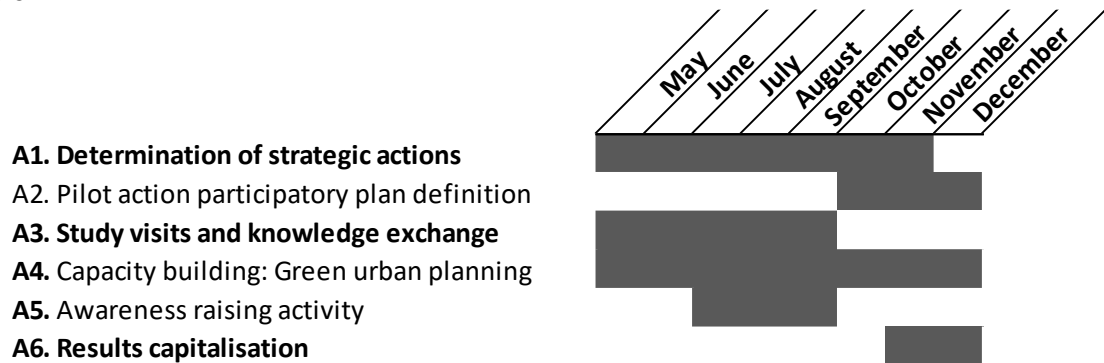 May
June
July
August
September
October
November
December
A1. Determination of strategic actions
A2. Pilot action participatory plan definition
A3. Study visits and knowledge exchange
A4. Capacity building: Green urban planning
A5. Awareness raising activity
A6. Results capitalisation